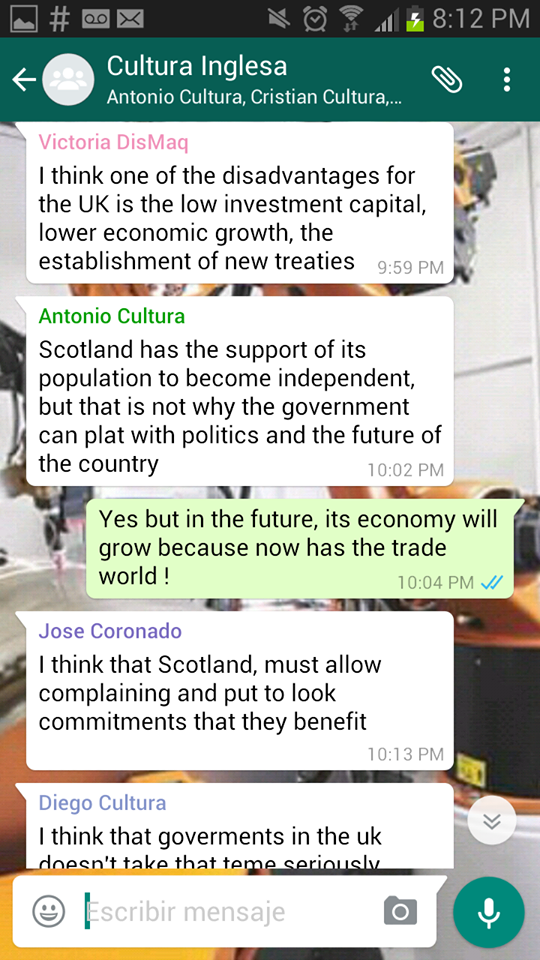 8:12 PM
Cultura Inglesa
Antonio Cultura, Cristian Cultura,...
Victoria DisMaq
I think one of the disadvantages for
the UK is the low investment capital,
lower economic growth, the
establishment of new treaties 9:59 PM
Antonio Cultura
Scotland has the support of its
population to become independent,
but that is not why the government
can plat with politics and the future of
the country 10:02 PM
Yes but in the future, its economy will
grow because now has the trade
world ! 10:04 PM
Jose Coronado
I think that Scotland, must allow
complaining and put to look
commitments that they benefit
10:13 PM
Diego Cultura
I think that goverments in the uk
doesn't take that teme seriously
Escribir mensaje